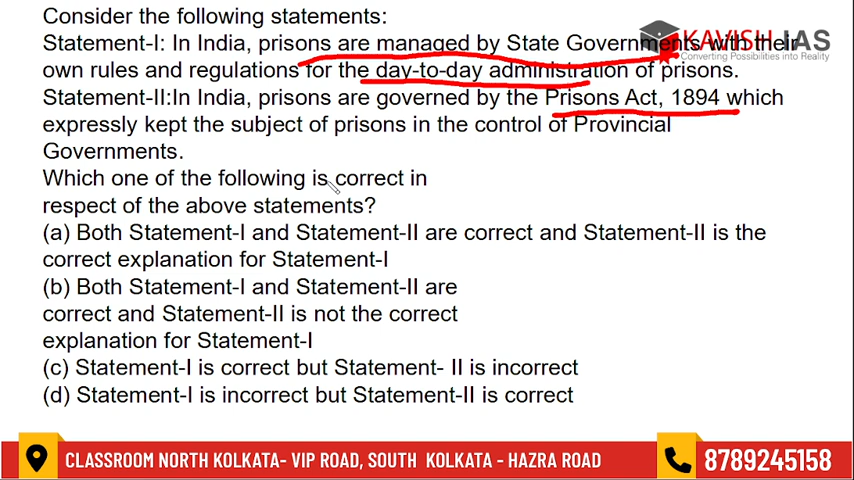 Consider the following statements:
Statement-I: In India, prisons are managed by State Governments with their
own rules and regulations for the day-to-day administration of prisons.
Statement-II:In India, prisons are governed by the Prisons Act, 1894 which
expressly kept the subject of prisons in the control of Provincial
Governments.
Which one of the following is correct in
respect of the above statements?
(a) Both Statement-I and Statement-II are correct and Statement-II is the
correct explanation for Statement-I
(b) Both Statement-I and Statement-II are
correct and Statement-II is not the correct
explanation for Statement-I
(c) Statement-I is correct but Statement- II is incorrect
(d) Statement-I is incorrect but Statement-II is correct
KAVISH IAS
Converting Possibilities into Reality
CLASSROOM NORTH KOLKATA- VIP ROAD, SOUTH KOLKATA - HAZRA ROAD
8789245158